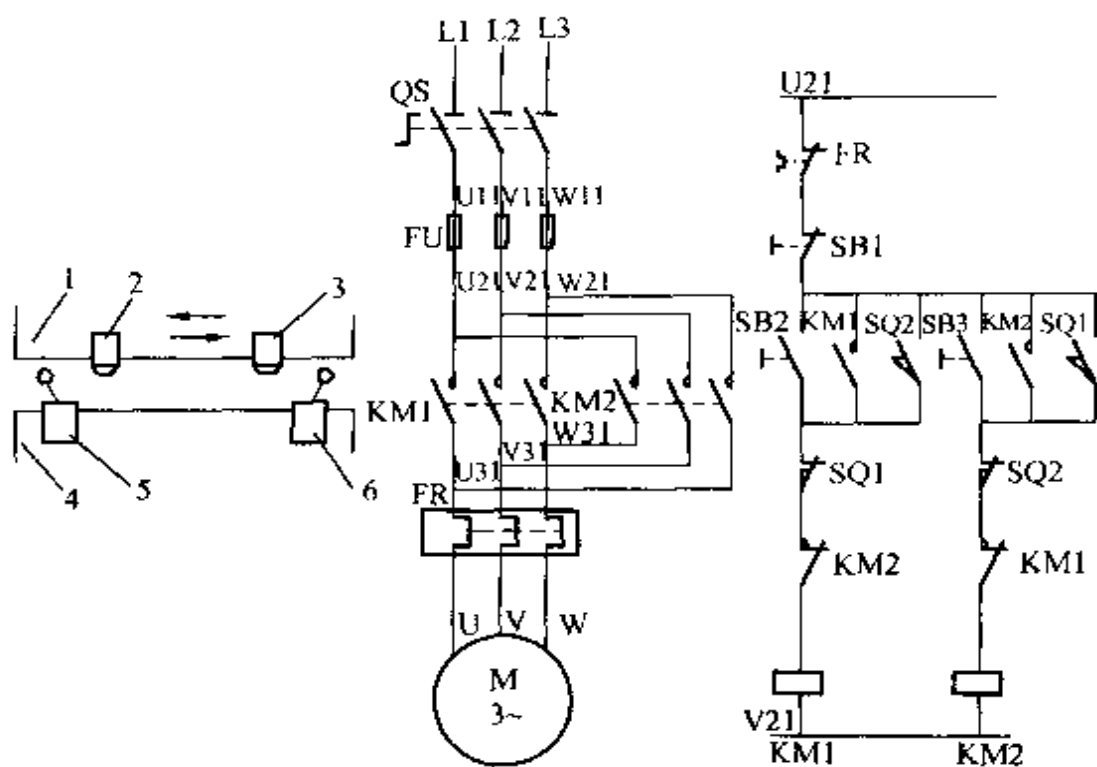 L1 L2 L3
QS
U11 V11 W11
FU
U21 V21 W21
1 2 3
KM1 KM2
W31
V31
U31
FR
4 5 6
U V W
M
3~
U21
FR
SB1
SB2 KM1 SQ2 SB3 KM2 SQ1
SQ1 SQ2
KM2 KM1
V21
KM1 KM2